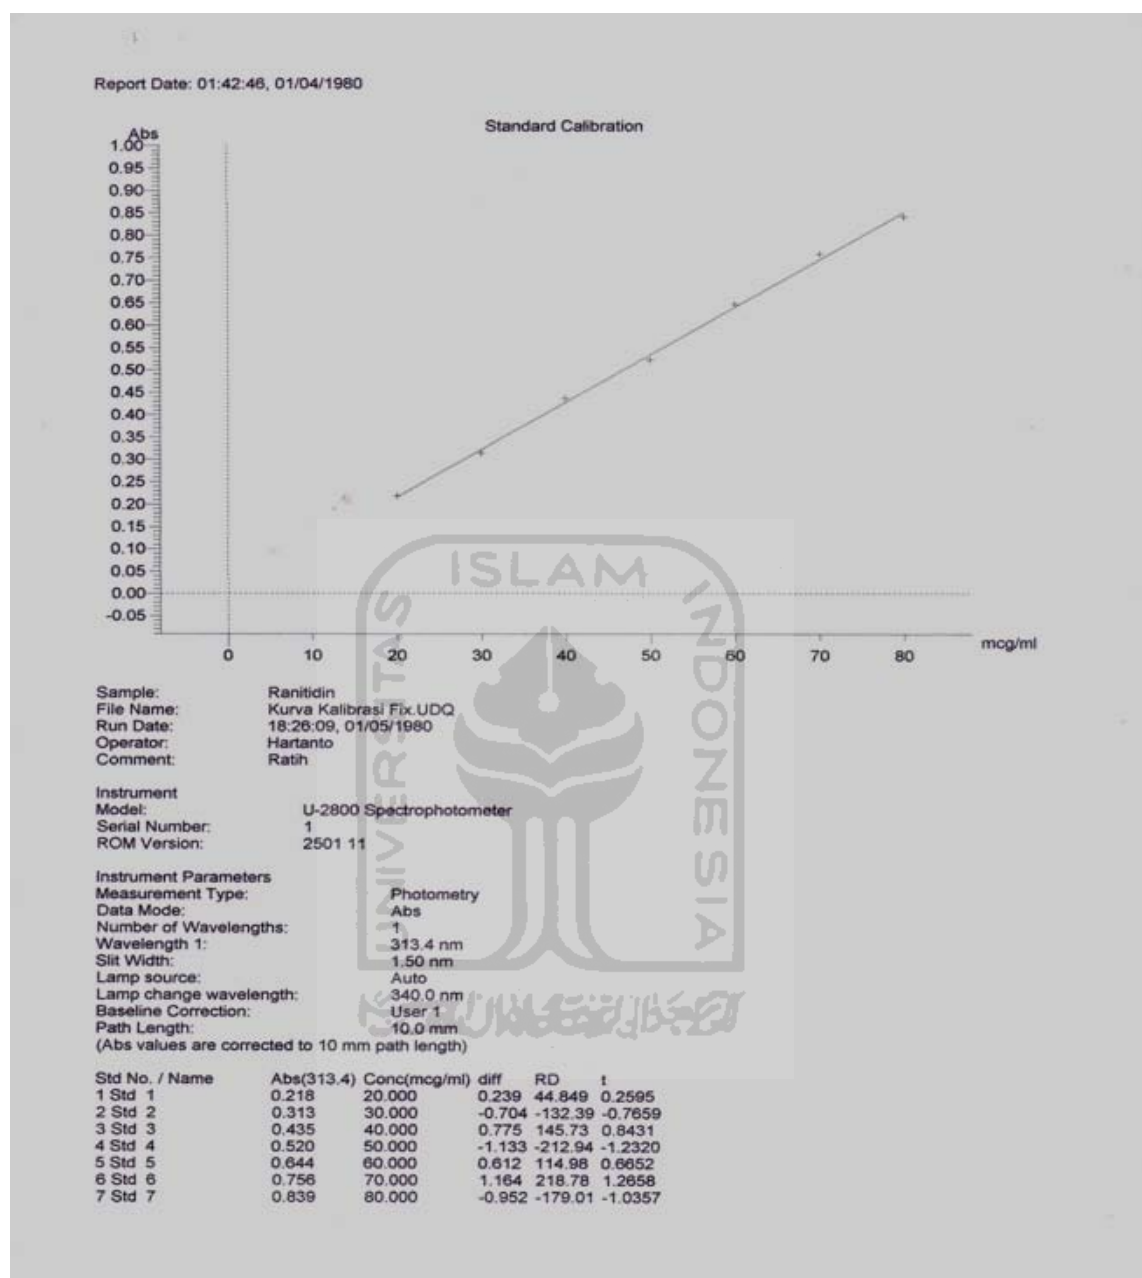 Report Date: 01:42:46, 01/04/1980
Standard Calibration
Abs
1.00
0.95
0.90
0.85
0.80
0.75
0.70
0.65
0.60
0.55
0.50
0.45
0.40
0.35
0.30
0.25
0.20
0.15
0.10
0.05
0.00
-0.05
0 10 20 30 40 50 60 70 80 mcg/ml
UNIVERSITAS ISLAM INDONESIA
Sample: Ranitidin
File Name: Kurva Kalibrasi Fix.UDQ
Run Date: 18:26:09, 01/05/1980
Operator: Hartanto
Comment: Ratih
Instrument
Model: U-2800 Spectrophotometer
Serial Number: 1
ROM Version: 2501 11
Instrument Parameters
Measurement Type: Photometry
Data Mode: Abs
Number of Wavelengths: 1
Wavelength 1: 313.4 nm
Slit Width: 1.50 nm
Lamp source: Auto
Lamp change wavelength: 340.0 nm
Baseline Correction: User 1
Path Length: 10.0 mm
(Abs values are corrected to 10 mm path length)
Std No. / Name Abs(313.4) Conc(mcg/ml) diff RD t
1 Std 1 0.218 20.000 0.239 44.849 0.2595
2 Std 2 0.313 30.000 -0.704 -132.39 -0.7659
3 Std 3 0.435 40.000 0.775 145.73 0.8431
4 Std 4 0.520 50.000 -1.133 -212.94 -1.2320
5 Std 5 0.644 60.000 0.612 114.98 0.6652
6 Std 6 0.756 70.000 1.164 218.78 1.2658
7 Std 7 0.839 80.000 -0.952 -179.01 -1.0357